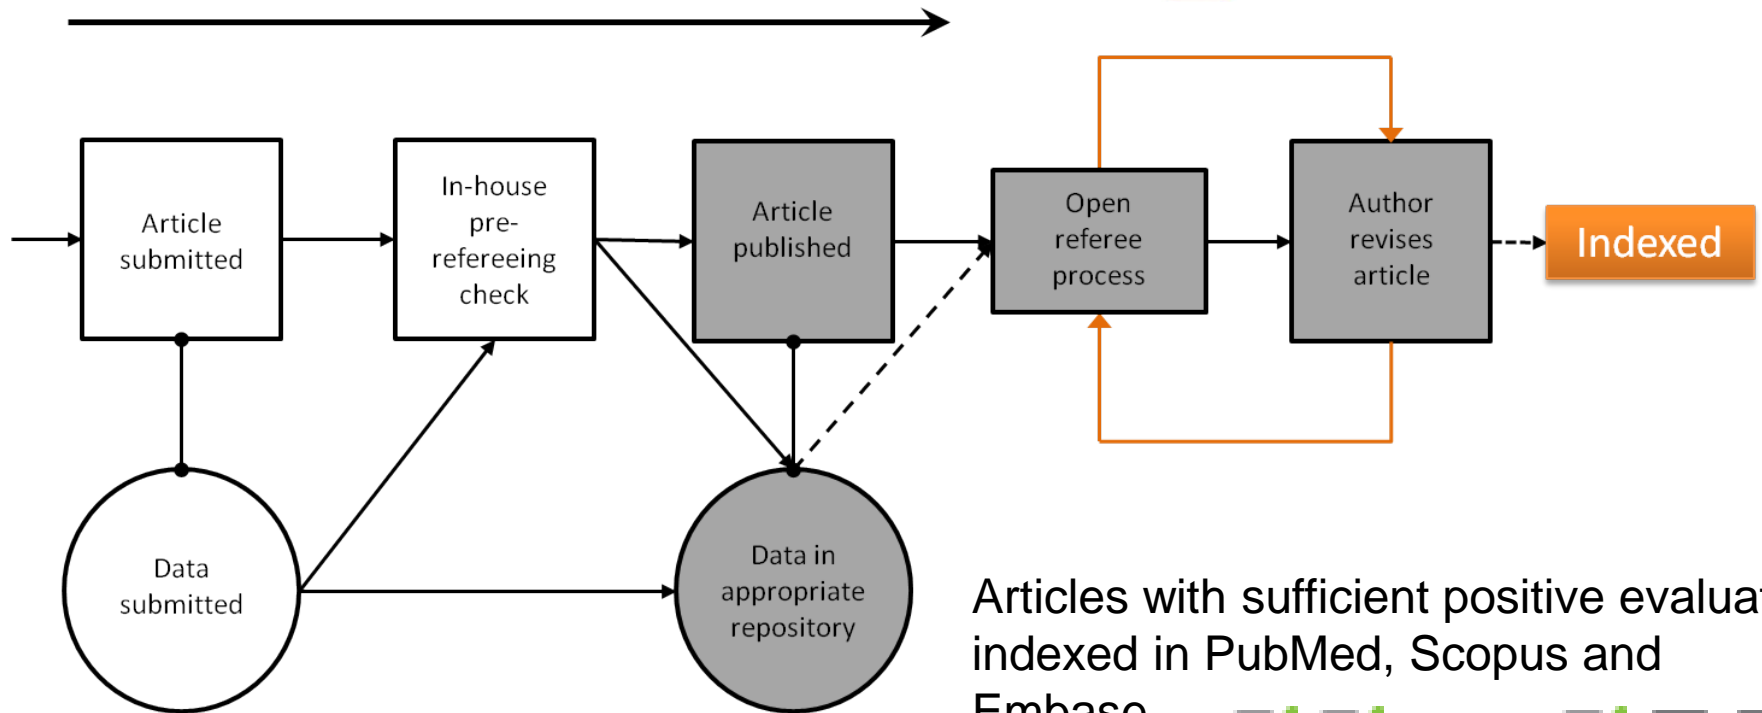 Article
submitted
In-house
pre-
refereeing
check
Article
published
Open
referee
process
Author
revises
article
Indexed
Data
submitted
Data in
appropriate
repository
Articles with sufficient positive
indexed in PubMed, Scopus and
Embase